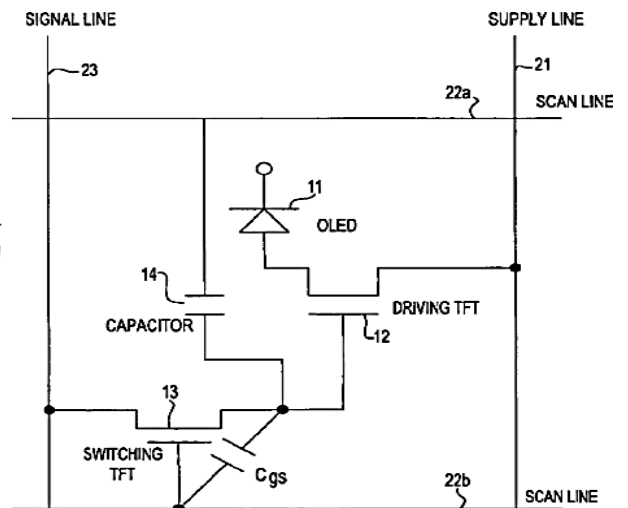 SIGNAL LINE
SUPPLY LINE
23
21
22a
SCAN LINE
11
OLED
14
CAPACITOR
DRIVING TFT
12
13
SWITCHING
TFT
Cgs
22b
SCAN LINE